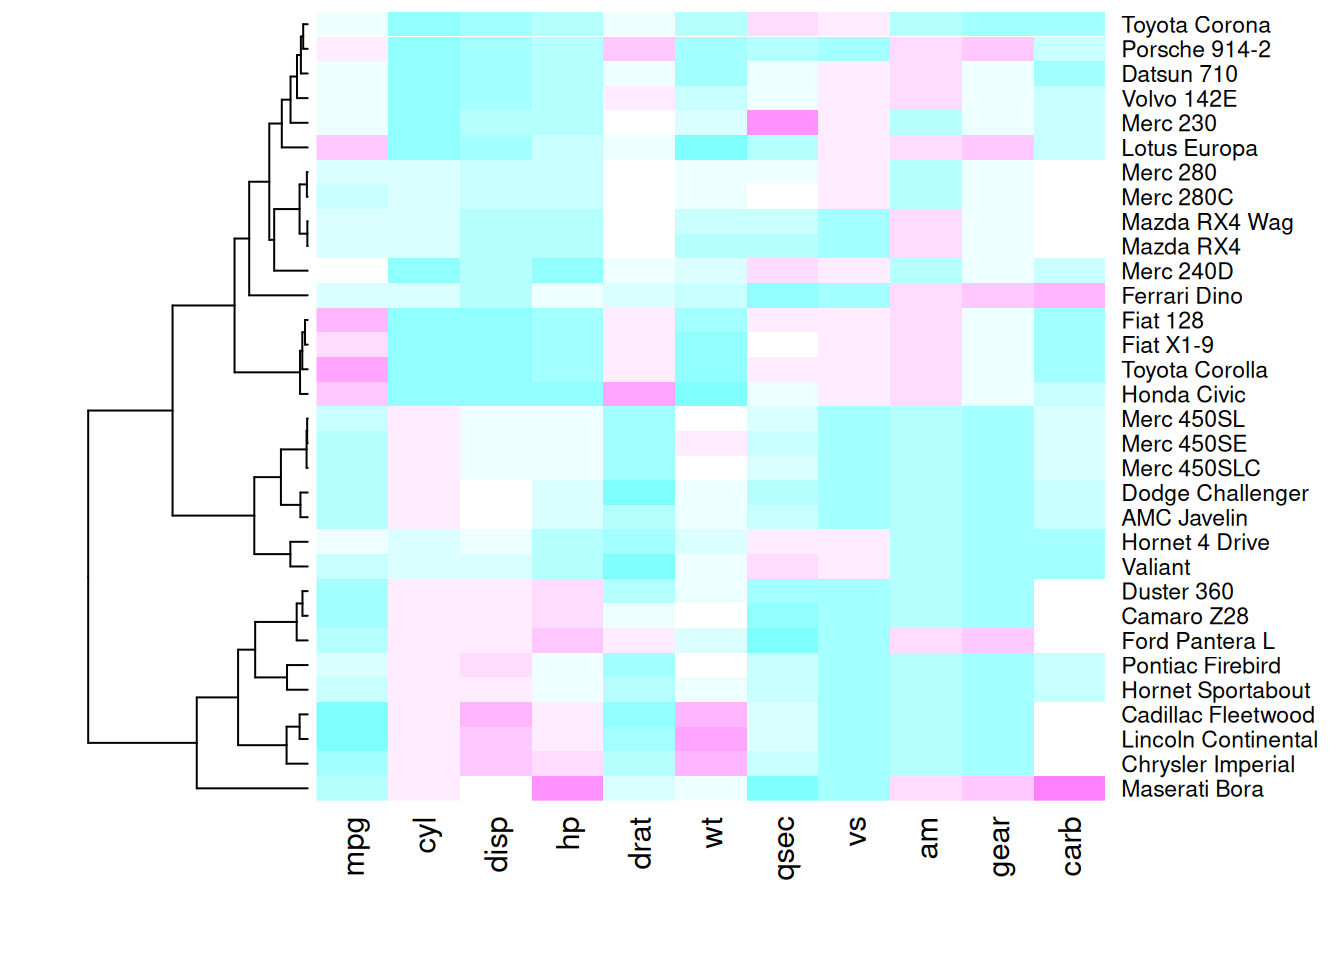 Toyota Corona
Porsche 914-2
Datsun 710
Volvo 142E
Merc 230
Lotus Europa
Merc 280
Merc 280C
Mazda RX4 Wag
Mazda RX4
Merc 240D
Ferrari Dino
Fiat 128
Fiat X1-9
Toyota Corolla
Honda Civic
Merc 450SL
Merc 450SE
Merc 450SLC
Dodge Challenger
AMC Javelin
Hornet 4 Drive
Valiant
Duster 360
Camaro Z28
Ford Pantera L
Pontiac Firebird
Hornet Sportabout
Cadillac Fleetwood
Lincoln Continental
Chrysler Imperial
Maserati Bora
mpg
cyl
disp
hp
drat
wt
qsec
vs
am
gear
carb